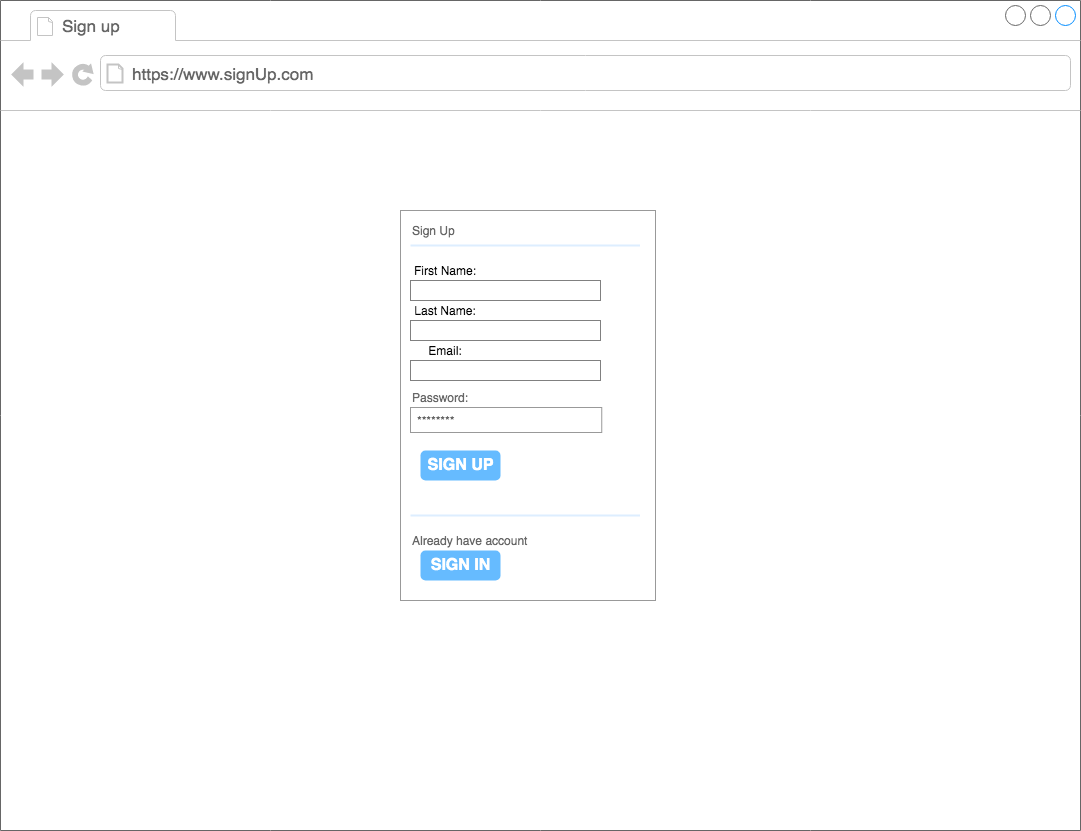 Sign up
https://www.signUp.com
Sign Up
First Name:
Last Name:
Email:
Password:
********
SIGN UP
Already have account
SIGN IN